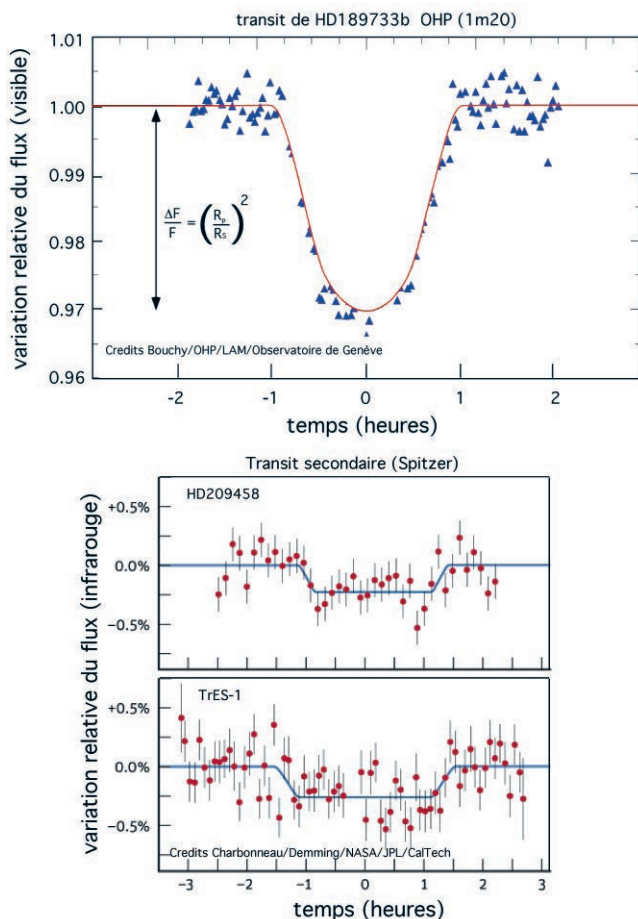 transit de HD189733b OHP (1m20)
variation relative du flux (visible)
1.01
1.00
0.99
0.98
0.97
0.96
ΔF/F = (Rp/Rs)²
Credits Bouchy/OHP/LAM/Observatoire de Genève
-2 -1 0 1 2
temps (heures)
Transit secondaire (Spitzer)
variation relative du flux (infrarouge)
HD209458
+0.5%
0.0%
-0.5%
TrES-1
+0.5%
0.0%
-0.5%
Credits Charbonneau/Demming/NASA/JPL/CalTech
-3 -2 -1 0 1 2 3
temps (heures)